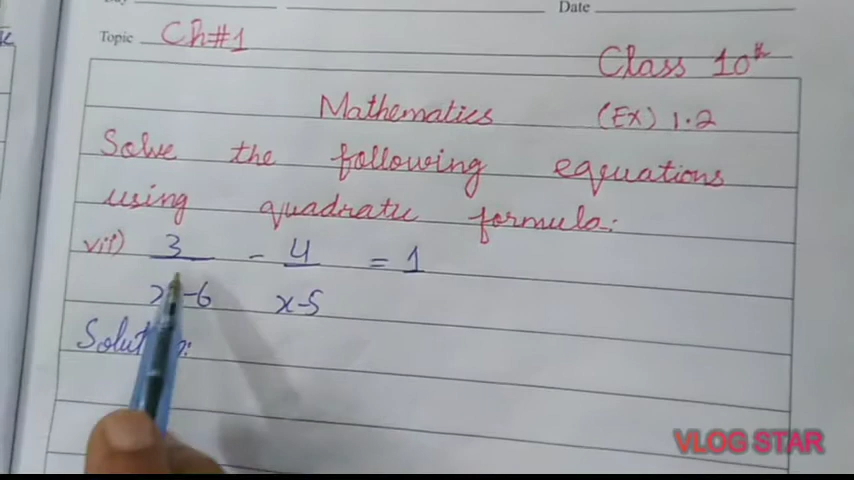 Date
Topic Ch#1
Class 10th
Mathematics (Ex) 1.2
Solve the following equations
using quadratic formula:
vii) 3/x-6 - 4/x-5 = 1
VLOG STAR